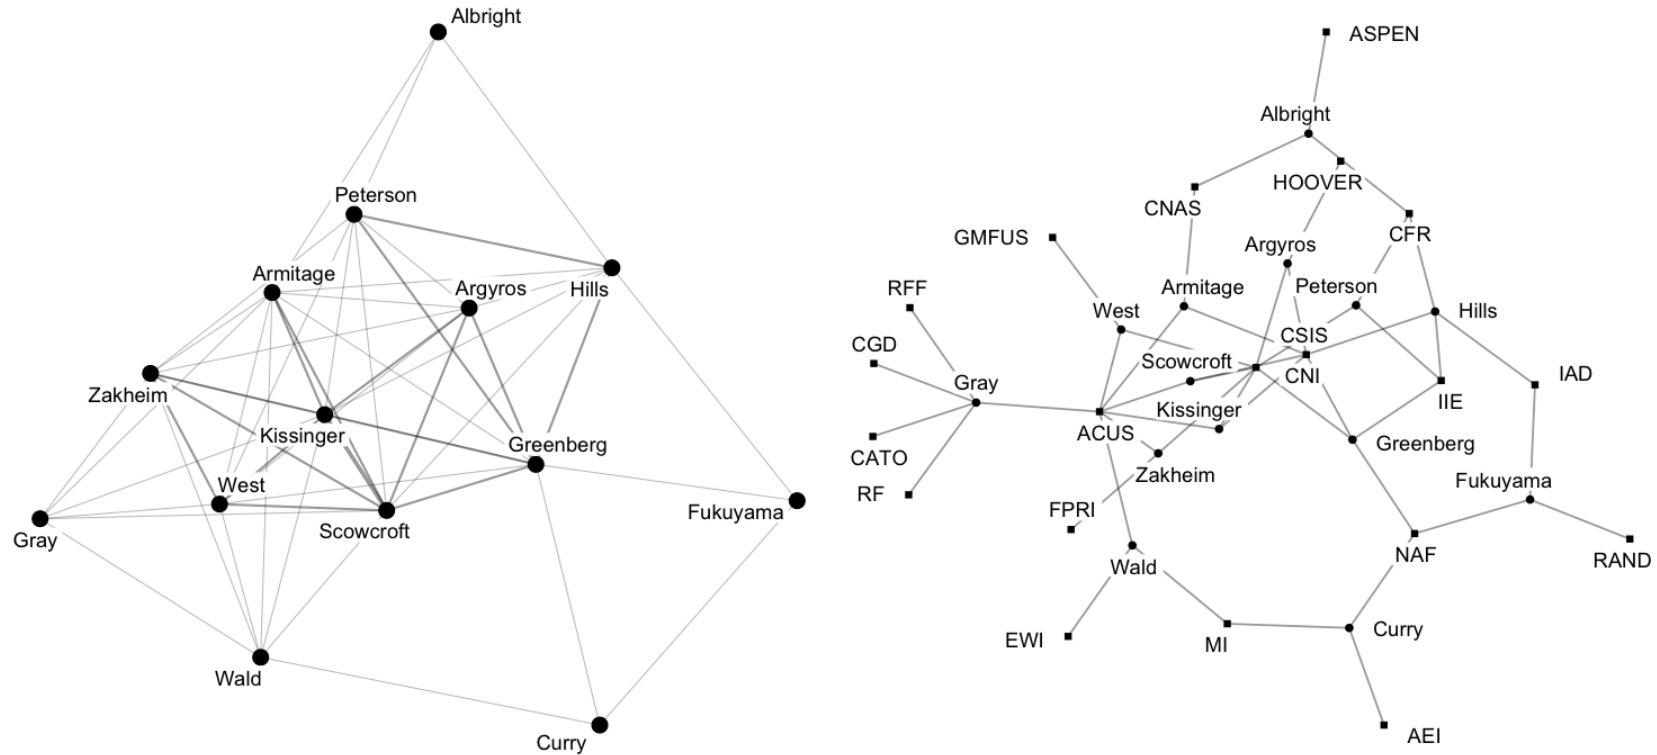 Albright
Peterson
Armitage
Argyros
Hills
Zakheim
Kissinger
Greenberg
West
Scowcroft
Fukuyama
Gray
Wald
Curry
ASPEN
Albright
HOOVER
CNAS
CFR
GMFUS
Argyros
RFF
Armitage
Peterson
West
Hills
CGD
CSIS
Scowcroft
CNI
IAD
Gray
IIE
Kissinger
ACUS
Greenberg
CATO
Zakheim
Fukuyama
RF
FPRI
NAF
RAND
Wald
EWI
MI
Curry
AEI